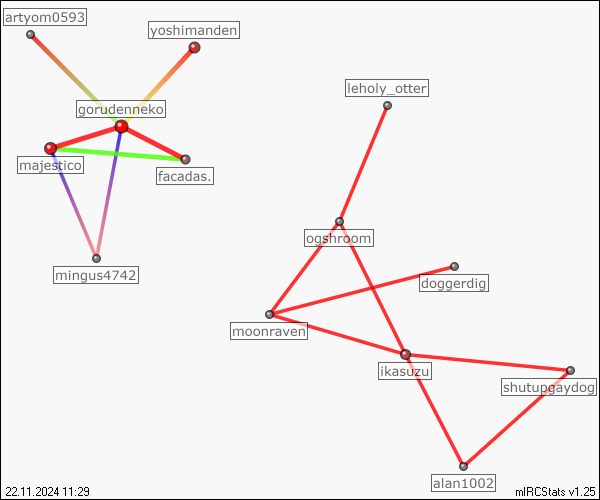 artyom0593
yoshimanden
leholy_otter
gorudenneko
majestico
facadas.
ogshroom
mingus4742
doggerdig
moonraven
ikasuzu
shutupgaydog
alan1002
22.11.2024 11:29
mIRCStats v1.25